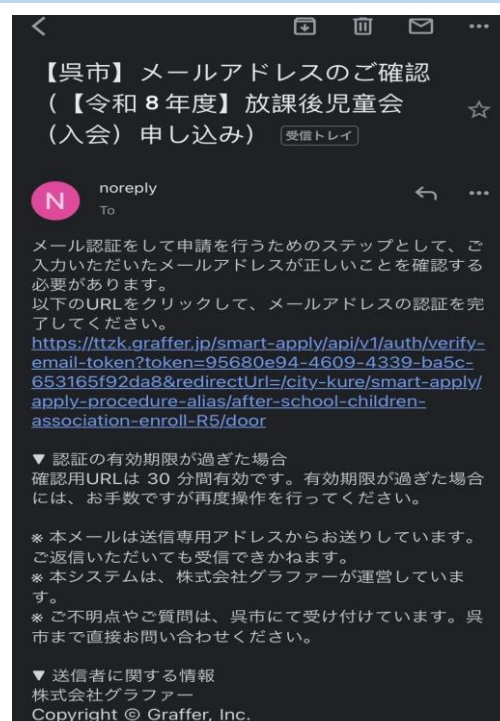 【呉市】メールアドレスのご確認
(【令和8年度】放課後児童会
(入会)申し込み) 受信トレイ
N noreply
To
メール認証をして申請を行うためのステップとして、ご
入力いただいたメールアドレスが正しいことを確認する
必要があります。
以下のURLをクリックして、メールアドレスの認証を完
了してください。
https://ttzk.graffer.jp/smart-apply/api/v1/auth/verify-
email-token?token=95680e94-4609-4339-ba5c-
653165f92da8&redirectUrl=/city-kure/smart-apply/
apply-procedure-alias/after-school-children-
association-enroll-R5/door
▼ 認証の有効期限が過ぎた場合
確認用URLは 30 分間有効です。有効期限が過ぎた場合
には、お手数ですが再度操作を行ってください。
※ 本メールは送信専用アドレスからお送りしています。
ご返信いただいても受信できかねます。
※ 本システムは、株式会社グラファーが運営していま
す。
※ ご不明点やご質問は、呉市にて受け付けています。呉
市まで直接お問い合わせください。
▼ 送信者に関する情報
株式会社グラファー
Copyright © Graffer, Inc.